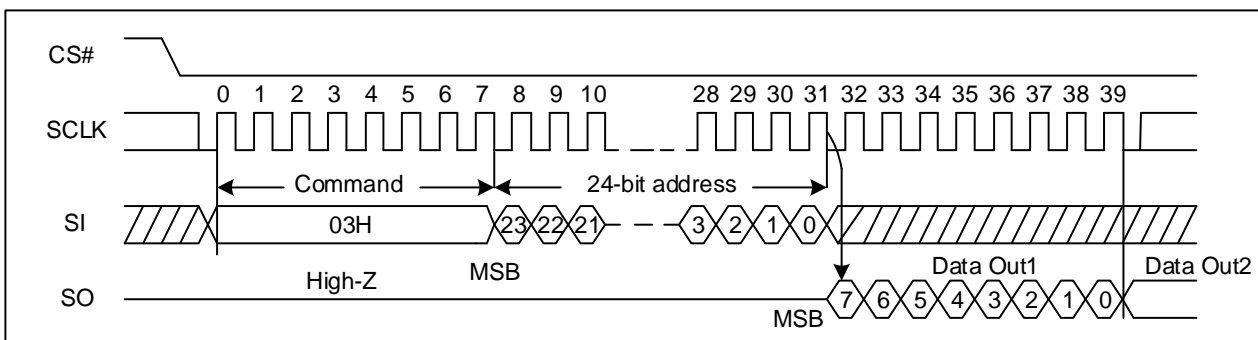 CS#
0 1 2 3 4 5 6 7 8 9 10 28 29 30 31 32 33 34 35 36 37 38 39
SCLK
Command 24-bit address
SI 03H 23 22 21 3 2 1 0
High-Z MSB Data Out1 Data Out2
SO 7 6 5 4 3 2 1 0
MSB